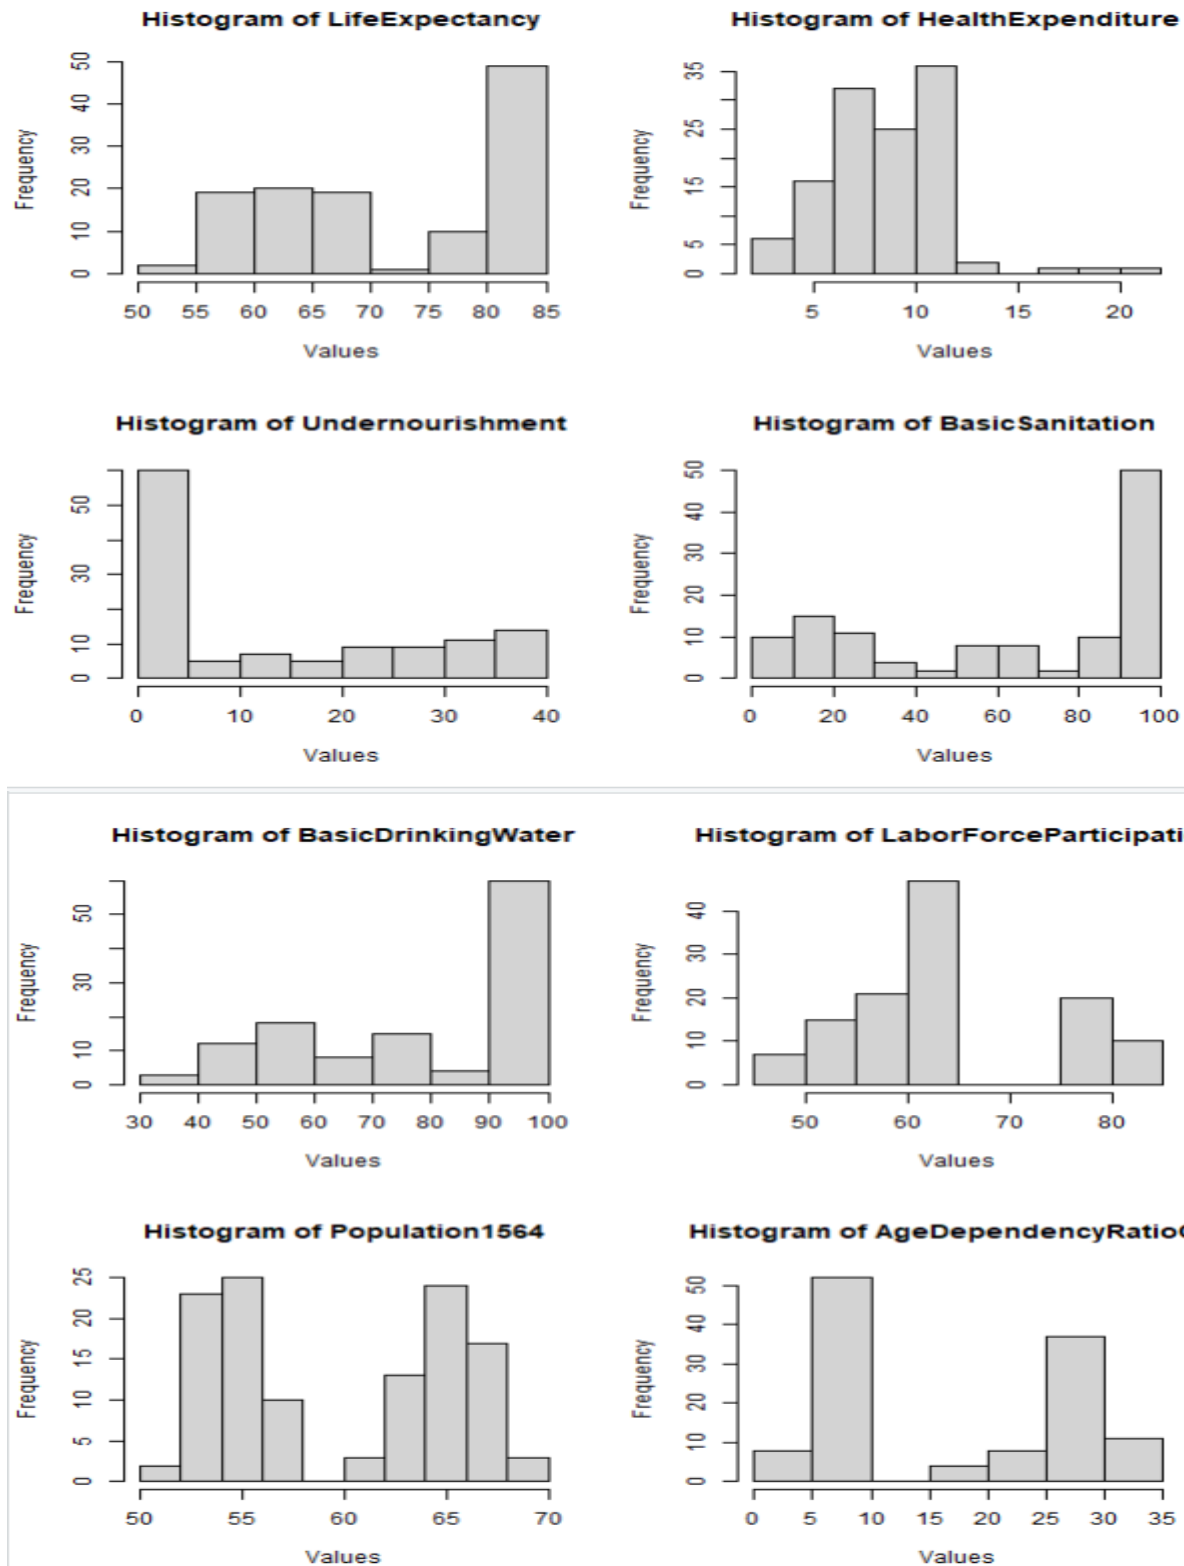 Histogram of LifeExpectancy
Frequency
50
40
30
20
10
0
50 55 60 65 70 75 80 85
Values
Histogram of HealthExpenditure
Frequency
35
25
15
5
0
5 10 15 20
Values
Histogram of Undernourishment
Frequency
50
30
10
0
0 10 20 30 40
Values
Histogram of BasicSanitation
Frequency
50
40
30
20
10
0
0 20 40 60 80 100
Values
Histogram of BasicDrinkingWater
Frequency
50
30
10
0
30 40 50 60 70 80 90 100
Values
Histogram of LaborForceParticipati
Frequency
40
30
20
10
0
50 60 70 80
Values
Histogram of Population1564
Frequency
25
20
15
10
5
0
50 55 60 65 70
Values
Histogram of AgeDependencyRatio
Frequency
50
40
30
20
10
0
0 5 10 15 20 25 30 35
Values